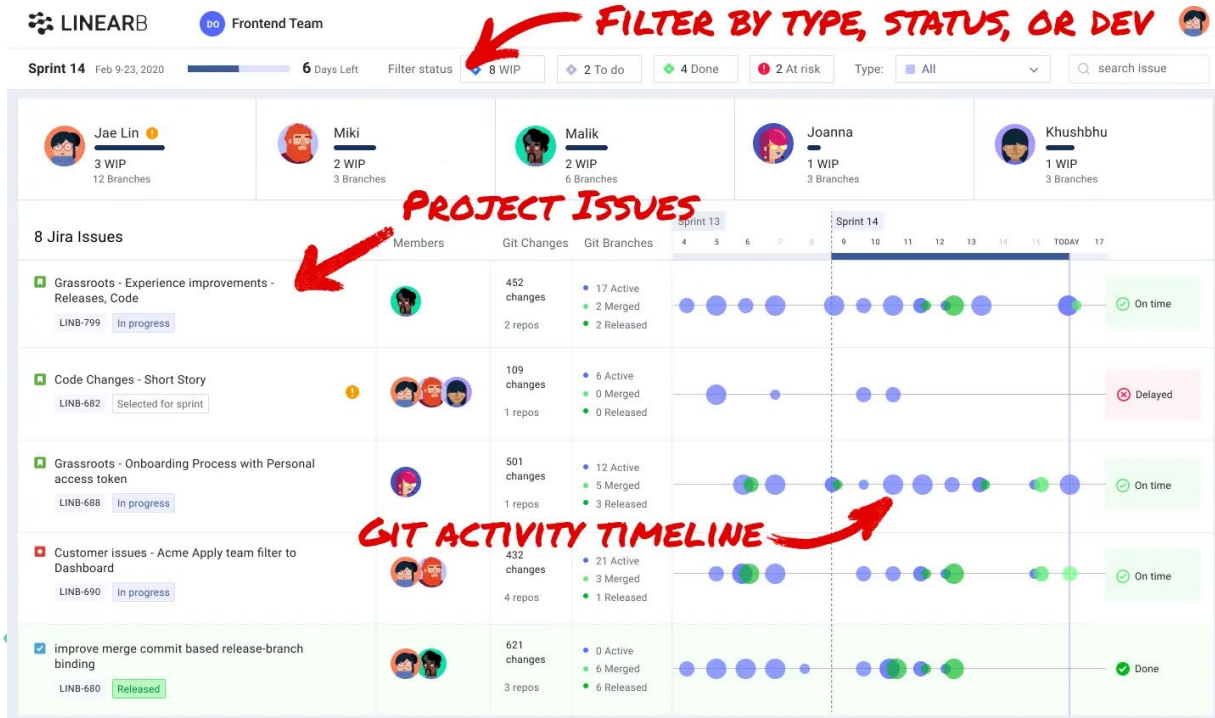 LINEARB
DO
Frontend Team
FILTER BY TYPE, STATUS, OR DEV
Sprint 14 Feb 9-23, 2020
6 Days Left
Filter status
8 WIP
2 To do
4 Done
2 At risk
Type:
All
search issue
Jae Lin
3 WIP
12 Branches
Miki
2 WIP
3 Branches
Malik
2 WIP
6 Branches
Joanna
1 WIP
3 Branches
Khushbhu
1 WIP
3 Branches
PROJECT ISSUES
8 Jira Issues
Members
Git Changes
Git Branches
Sprint 13
Sprint 14
4 5 6 7 8 9 10 11 12 13 14 15 TODAY 17
Grassroots - Experience improvements -
Releases, Code
LINB-799 In progress
452
changes
2 repos
17 Active
2 Merged
2 Released
On time
Code Changes - Short Story
LINB-682 Selected for sprint
109
changes
1 repos
6 Active
0 Merged
0 Released
Delayed
Grassroots - Onboarding Process with Personal
access token
LINB-688 In progress
501
changes
1 repos
12 Active
5 Merged
3 Released
On time
GIT ACTIVITY TIMELINE
Customer issues - Acme Apply team filter to
Dashboard
LINB-690 In progress
432
changes
4 repos
21 Active
3 Merged
1 Released
On time
improve merge commit based release-branch
binding
LINB-680 Released
621
changes
3 repos
0 Active
6 Merged
6 Released
Done